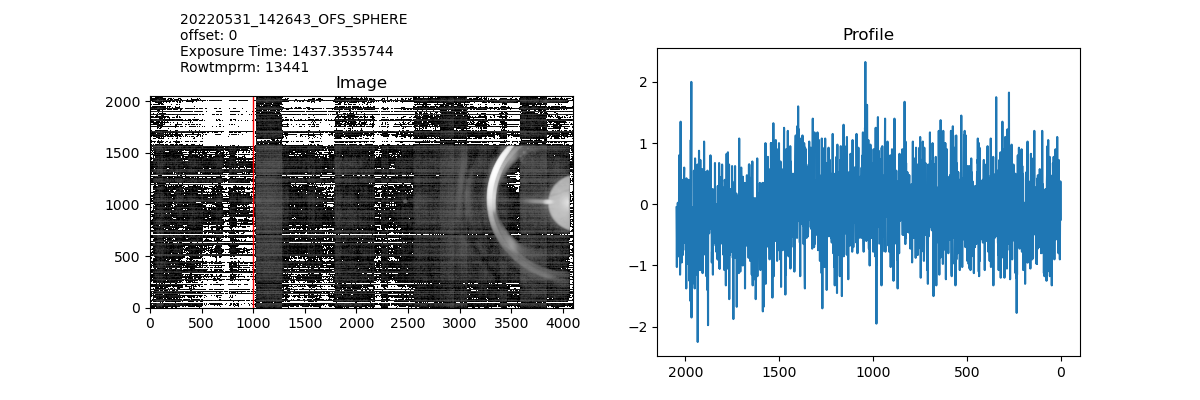 20220531_142643_OFS_SPHERE
offset: 0
Exposure Time: 1437.3535744
Rowtmprm: 13441
Image
2000
1500
1000
500
0
0 500 1000 1500 2000 2500 3000 3500 4000
Profile
2
1
0
−1
−2
2000 1500 1000 500 0